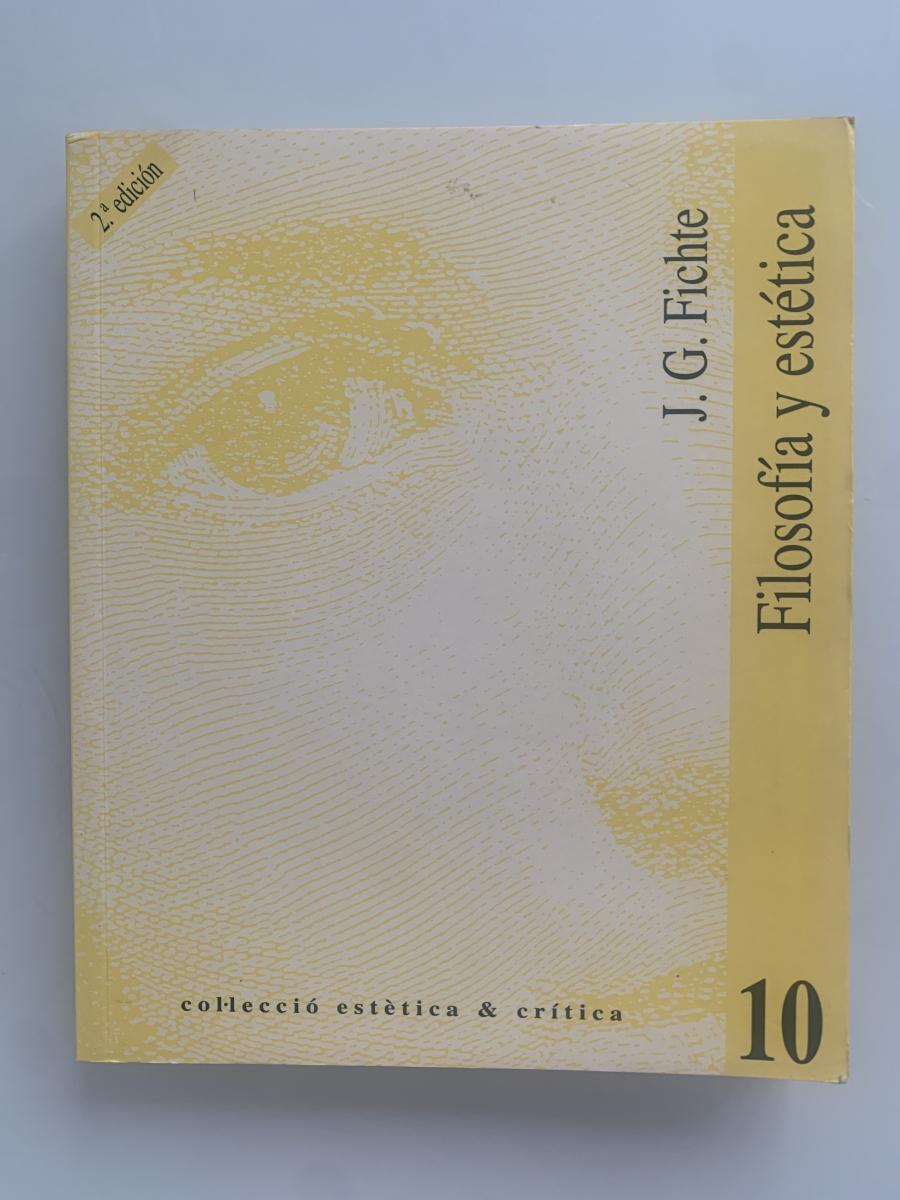 2.ª edición
J. G. Fichte
Filosofía y estética
col·lecció estètica & crítica
10